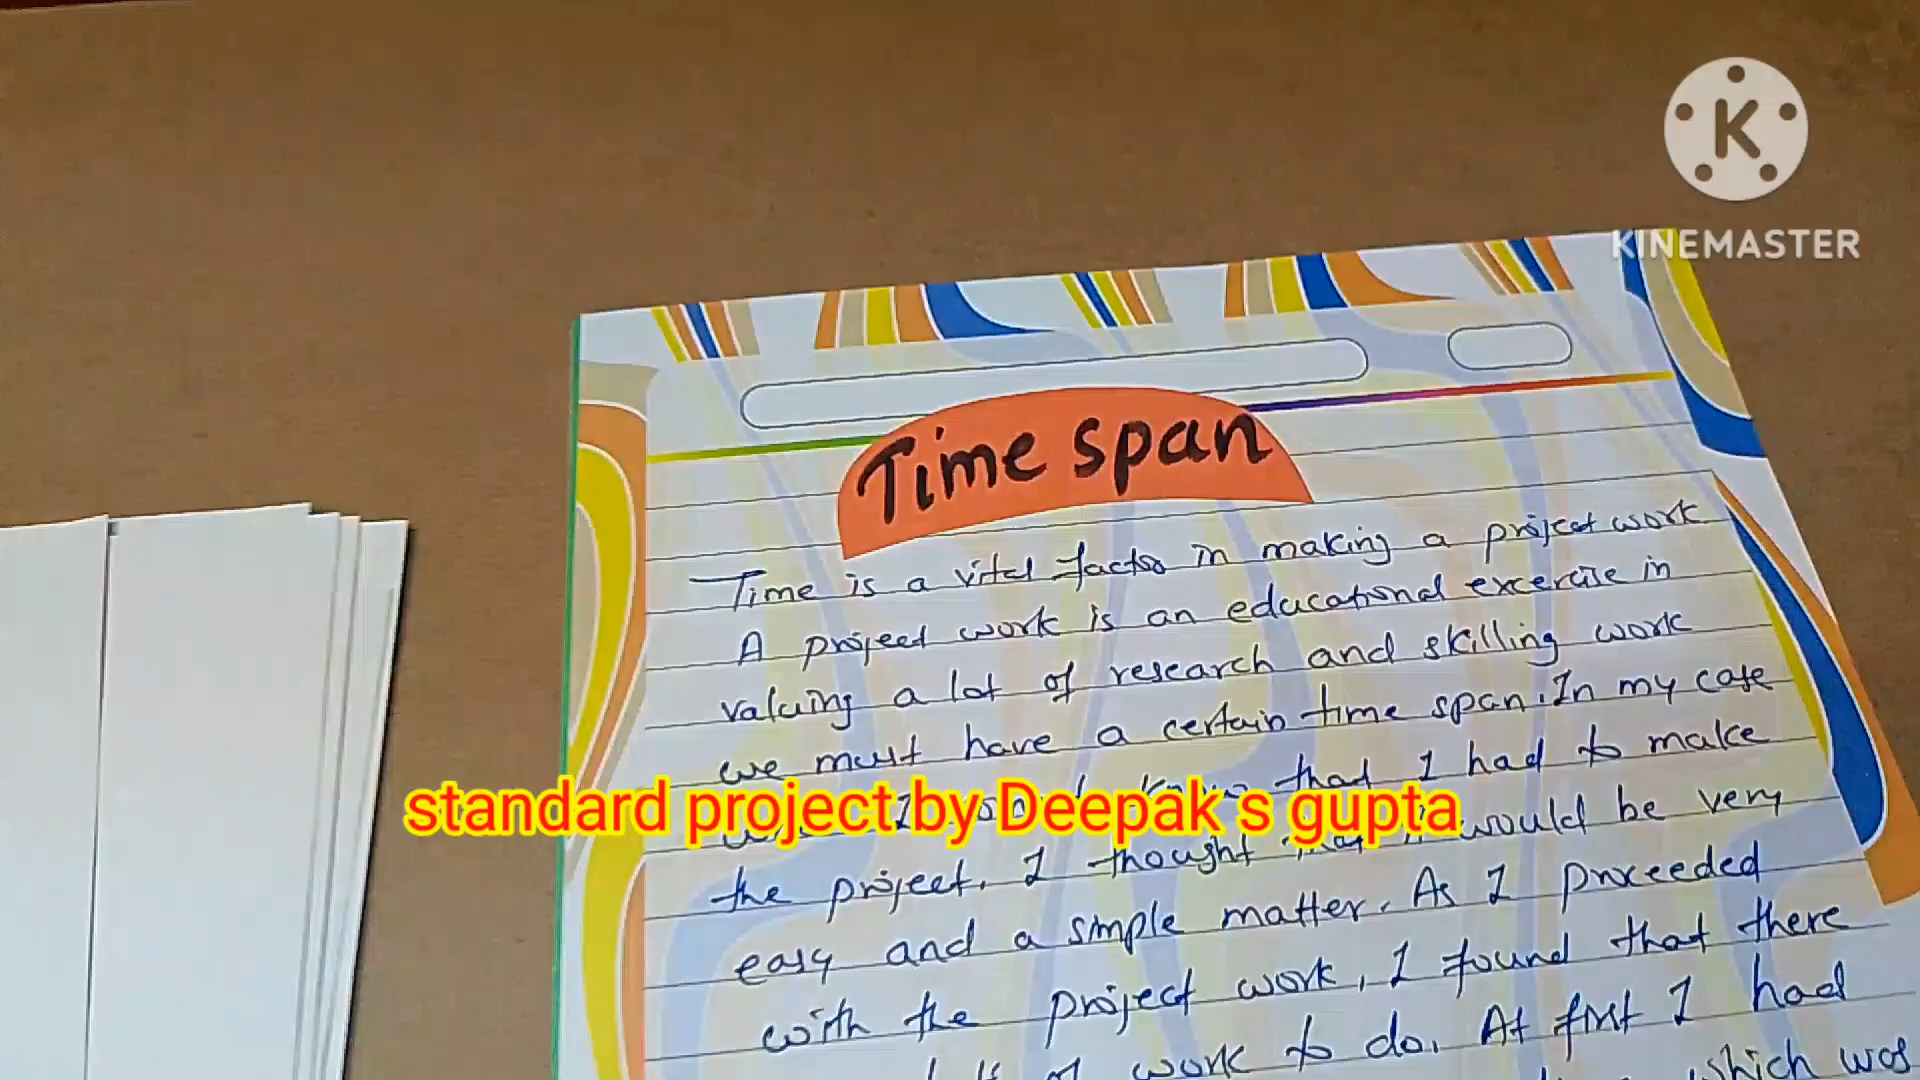 K
KINEMASTER
Time span
Time is a vital factor in making a project work
A project work is an educational excercise in
valuing a lot of research and skilling work
we must have a certain time span. In my case
that I had to make
standard project by Deepak s gupta
the project. I thought it would be very
easy and a simple matter. As I proceeded
with the project work, I found that there
work to do. At first I had
which was